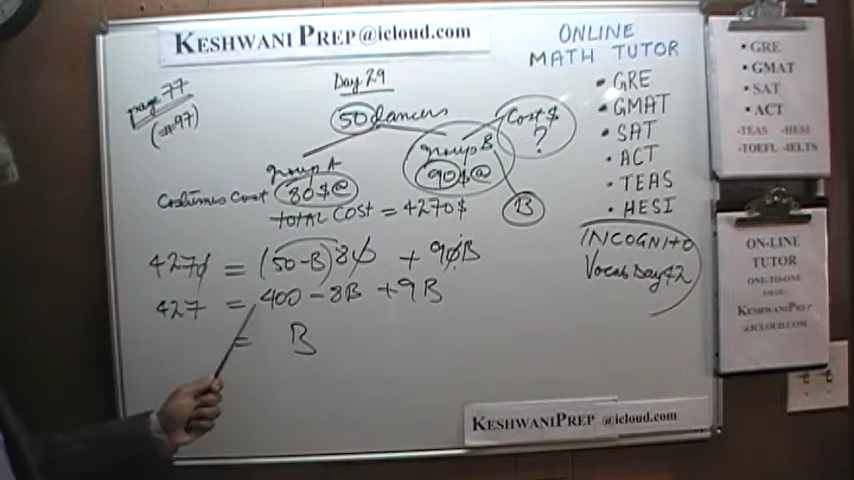 KESHWANI PREP@icloud.com
Day 29
page 77
(#97)
50 dancers
Cost $
?
group A
group B
Costumes Cost 80$@
90$@
TOTAL COST = 4270$
B
4270 = (50-B)80 + 90B
427 = 400 - 8B + 9B
= B
ONLINE
MATH TUTOR
• GRE
• GMAT
• SAT
• ACT
• TEAS
• HESI
INCOGNITO
Vocab Day 42
• GRE
• GMAT
• SAT
• ACT
-TEAS -HESI
-TOEFL -IELTS
ON-LINE
TUTOR
ONE-TO-ONE
KESHWANIPREP
@ICLOUD.COM
KESHWANIPREP @icloud.com